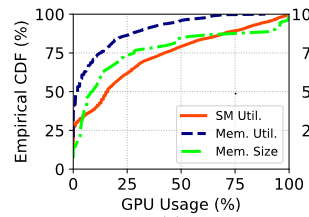 100
75
50
25
0
Empirical CDF (%)
0 25 50 75 100
GPU Usage (%)
SM Util.
Mem. Util.
Mem. Size